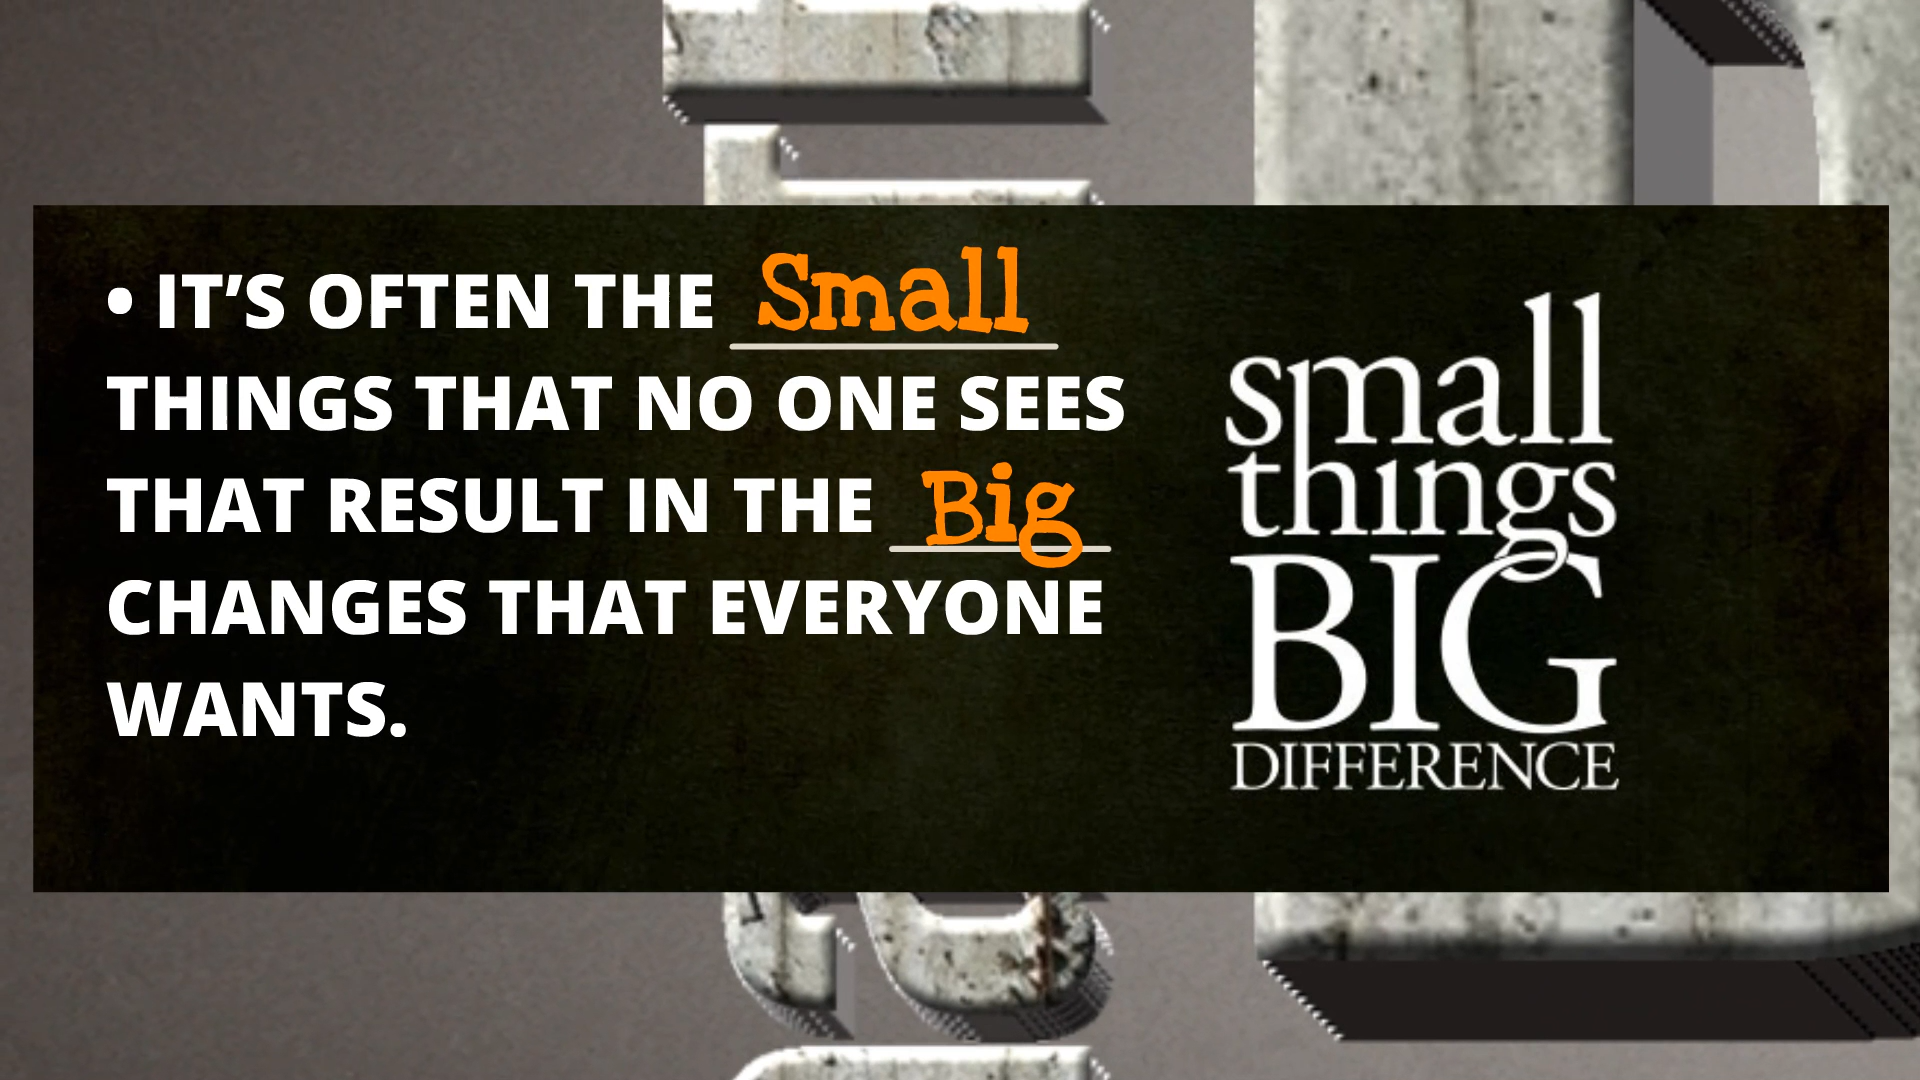 • IT’S OFTEN THE Small
THINGS THAT NO ONE SEES
THAT RESULT IN THE Big
CHANGES THAT EVERYONE
WANTS.
small
things
BIG
DIFFERENCE